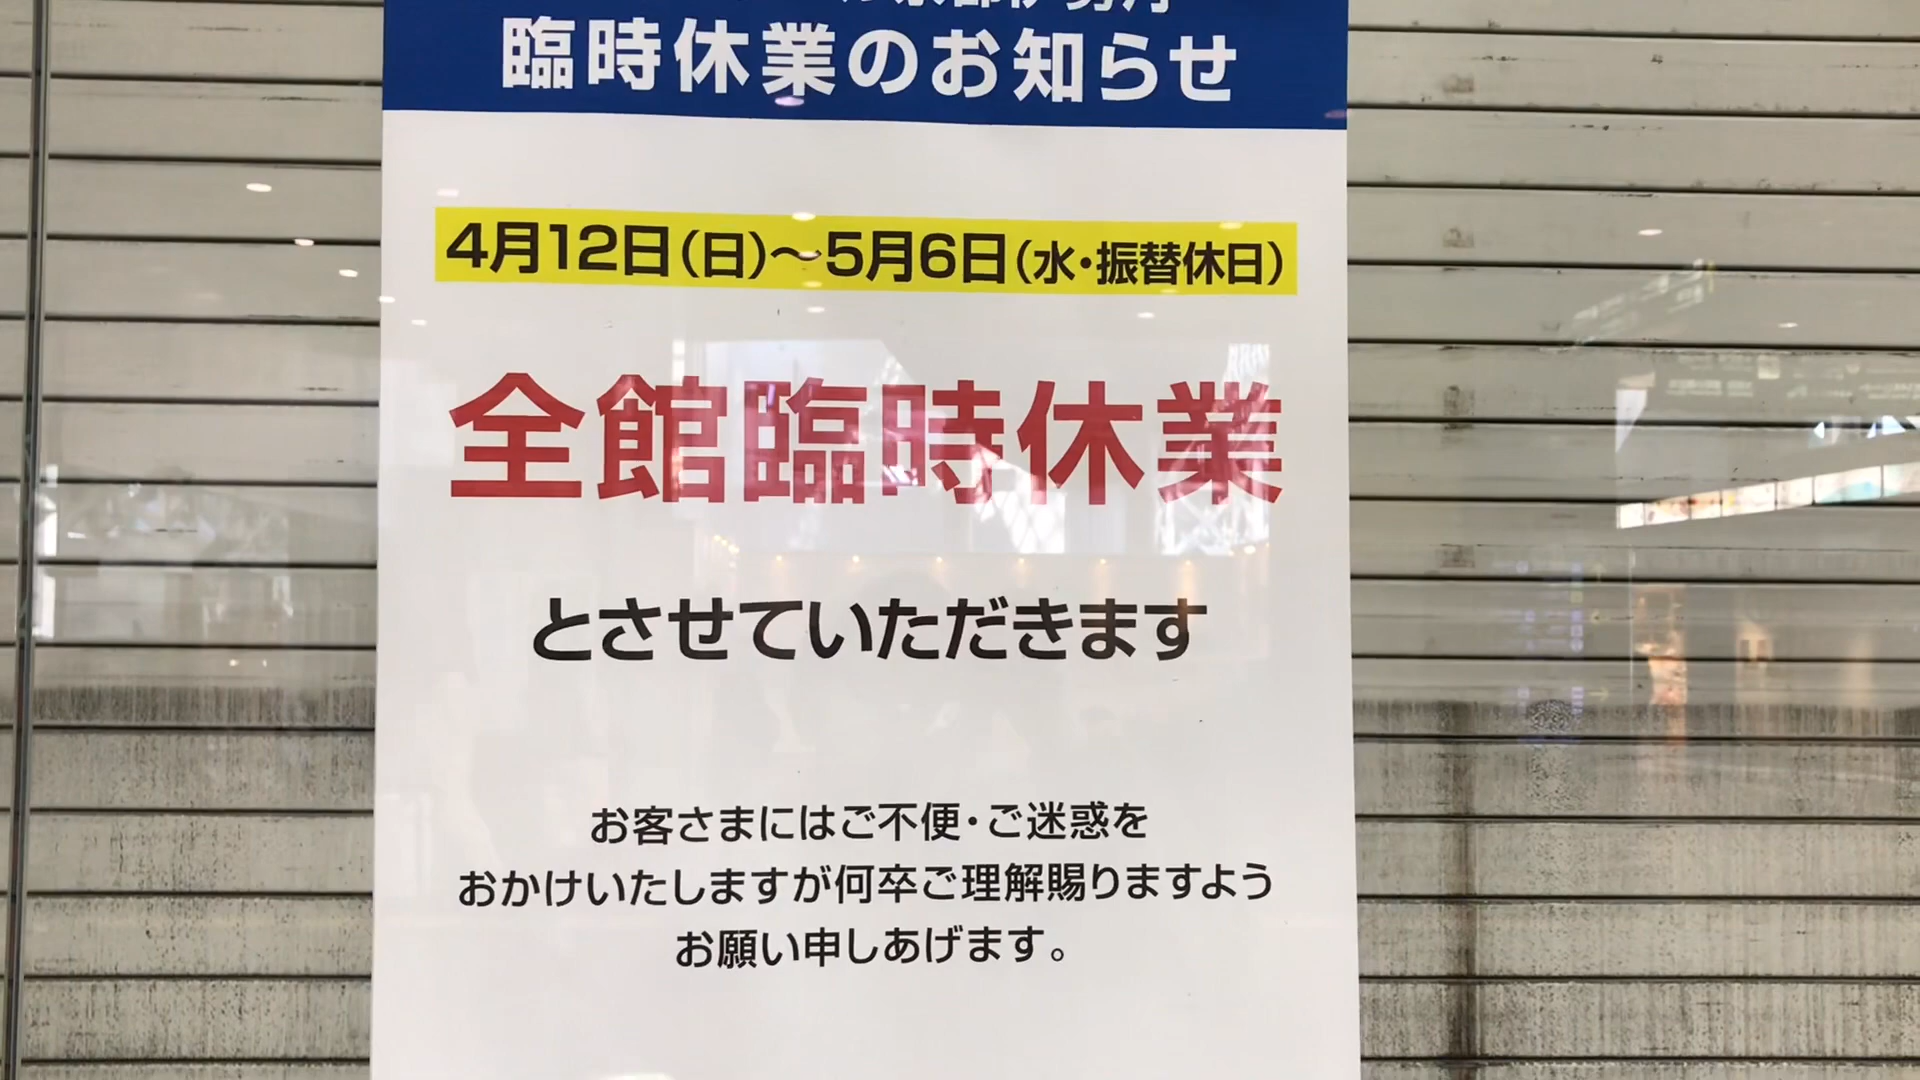 臨時休業のお知らせ
4月12日(日)～5月6日(水・振替休日)
全館臨時休業
とさせていただきます
お客さまにはご不便・ご迷惑を
おかけいたしますが何卒ご理解賜りますよう
お願い申しあげます。